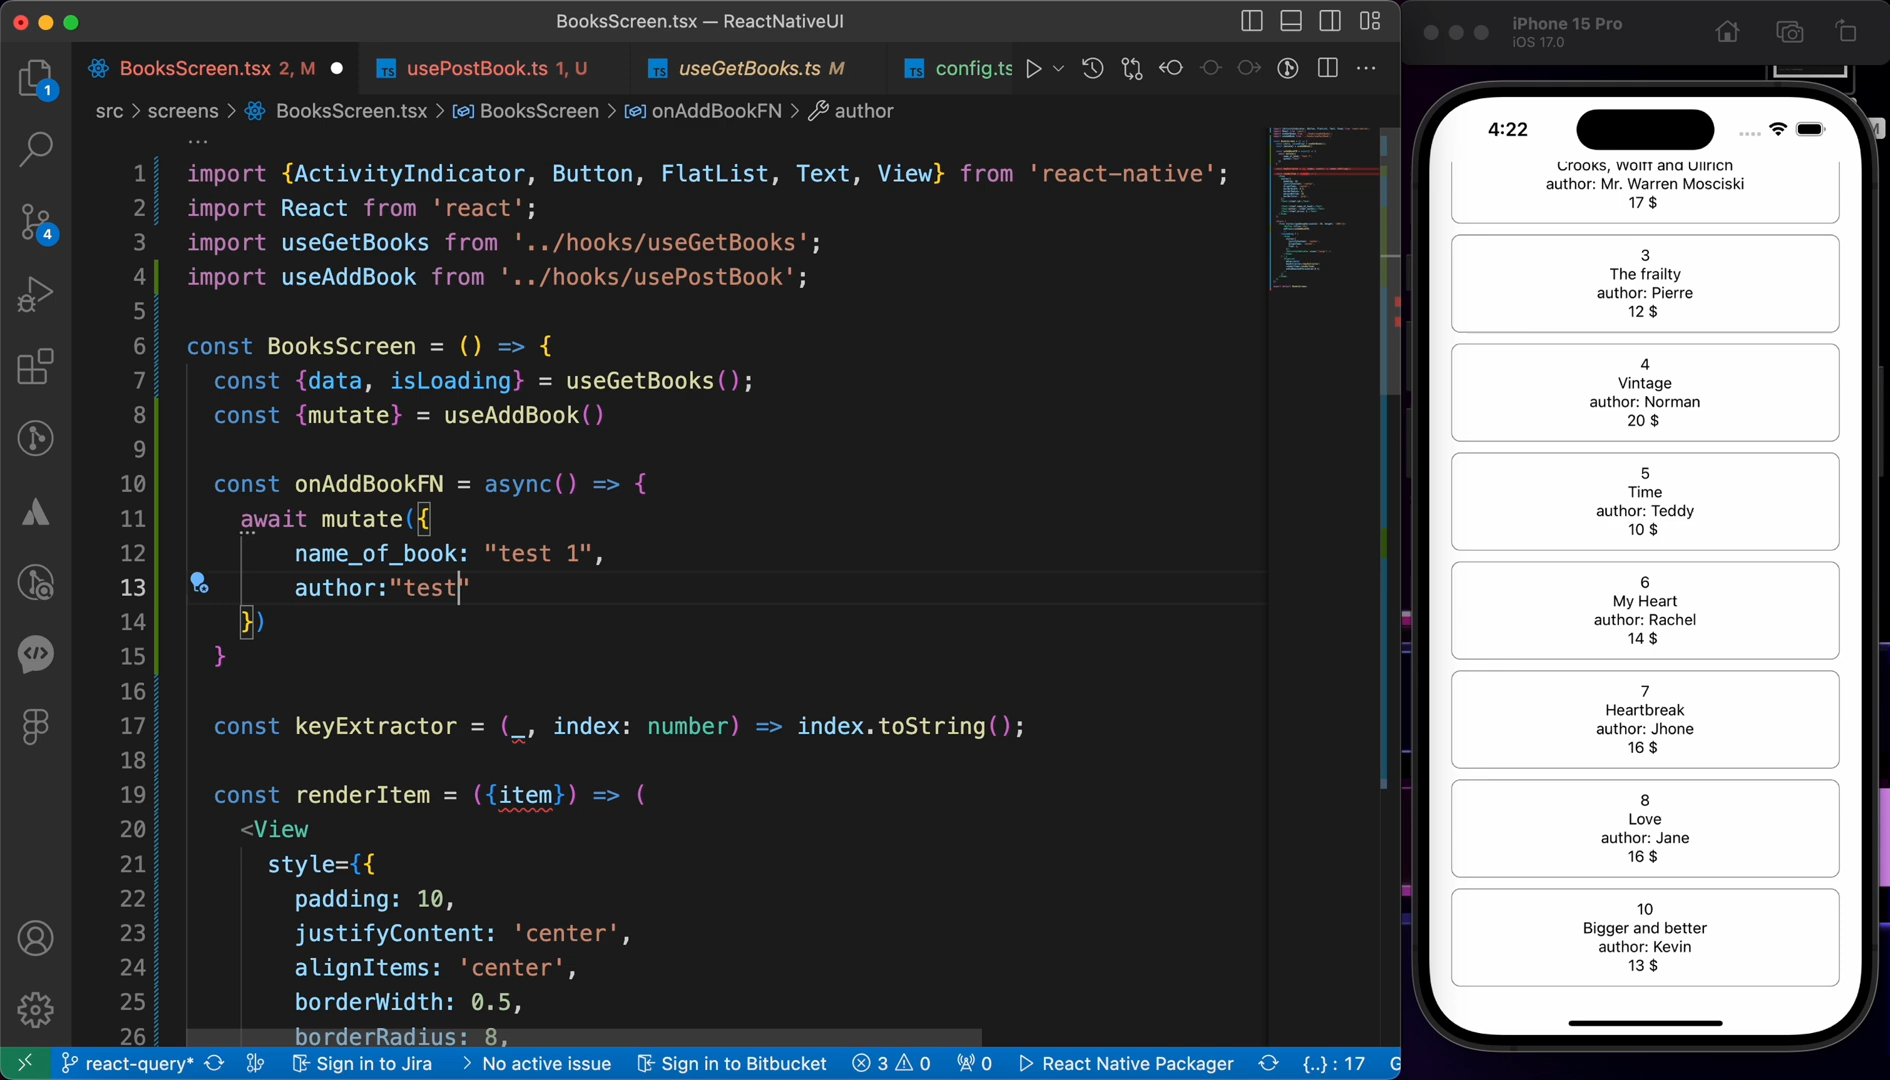 BooksScreen.tsx — ReactNativeUI
BooksScreen.tsx 2, M
usePostBook.ts 1, U
useGetBooks.ts M
config.ts
src > screens > BooksScreen.tsx > BooksScreen > onAddBookFN > author
1 import {ActivityIndicator, Button, FlatList, Text, View} from 'react-native';
2 import React from 'react';
3 import useGetBooks from '../hooks/useGetBooks';
4 import useAddBook from '../hooks/usePostBook';
5
6 const BooksScreen = () => {
7 const {data, isLoading} = useGetBooks();
8 const {mutate} = useAddBook()
9
10 const onAddBookFN = async() => {
11 await mutate({
12 name_of_book: "test 1",
13 author:"test"
14 })
15 }
16
17 const keyExtractor = (_, index: number) => index.toString();
18
19 const renderItem = ({item}) => (
20 <View
21 style={{
22 padding: 10,
23 justifyContent: 'center',
24 alignItems: 'center',
25 borderWidth: 0.5,
26 borderRadius: 8,
1
4
react-query*
Sign in to Jira
No active issue
Sign in to Bitbucket
3
0
0
React Native Packager
{..} : 17
iPhone 15 Pro
iOS 17.0
4:22
Crooks, Wolff and Ullrich
author: Mr. Warren Mosciski
17 $
3
The frailty
author: Pierre
12 $
4
Vintage
author: Norman
20 $
5
Time
author: Teddy
10 $
6
My Heart
author: Rachel
14 $
7
Heartbreak
author: Jhone
16 $
8
Love
author: Jane
16 $
10
Bigger and better
author: Kevin
13 $